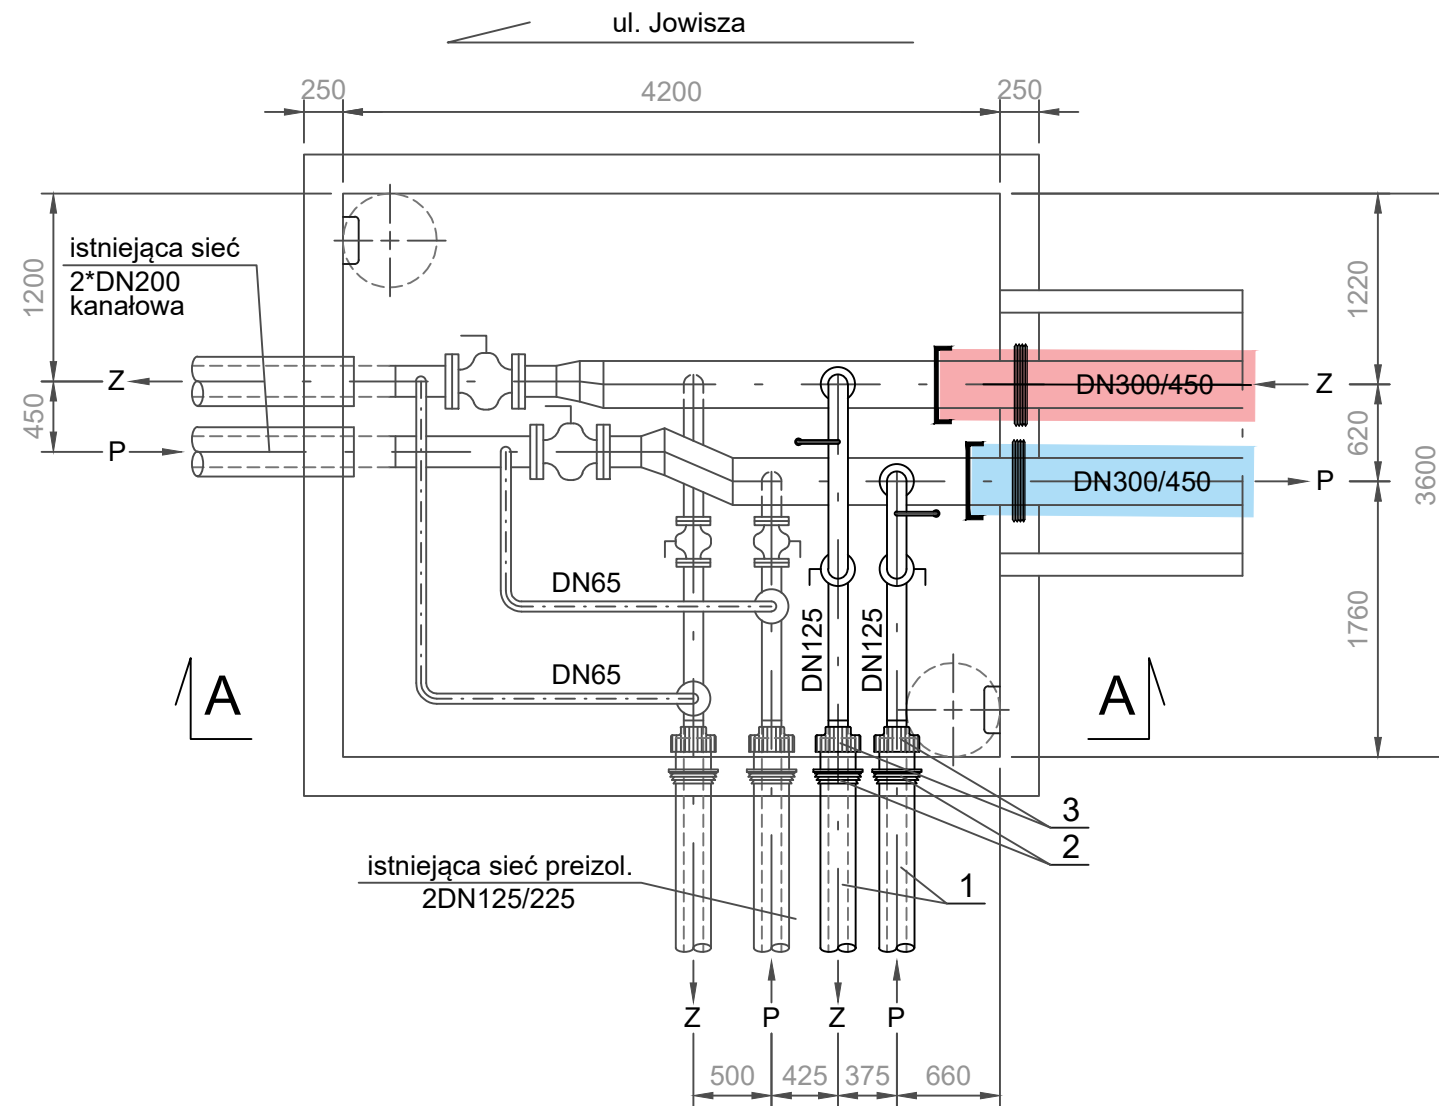 ul. Jowisza
250
4200
250
istniejąca sieć
2*DN200
kanałowa
1200
450
Z
P
DN300/450
Z
DN300/450
P
1220
620
1760
3600
DN65
DN65
DN125
DN125
A
A
3
2
1
istniejąca sieć preizol.
2DN125/225
Z
P
Z
P
500
425
375
660